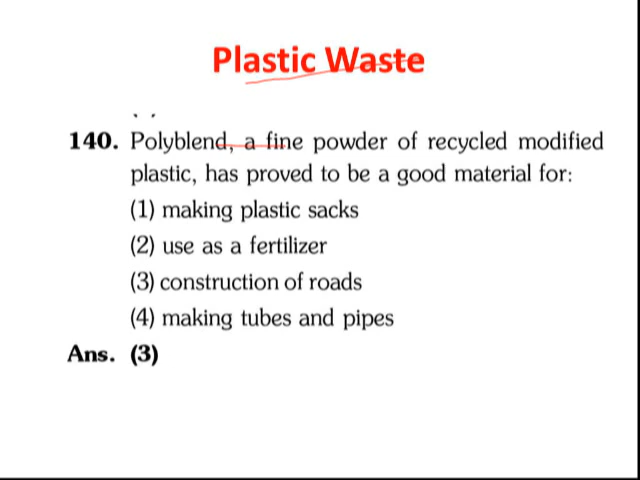 Plastic Waste
140. Polyblend, a fine powder of recycled modified
plastic, has proved to be a good material for:
(1) making plastic sacks
(2) use as a fertilizer
(3) construction of roads
(4) making tubes and pipes
Ans. (3)